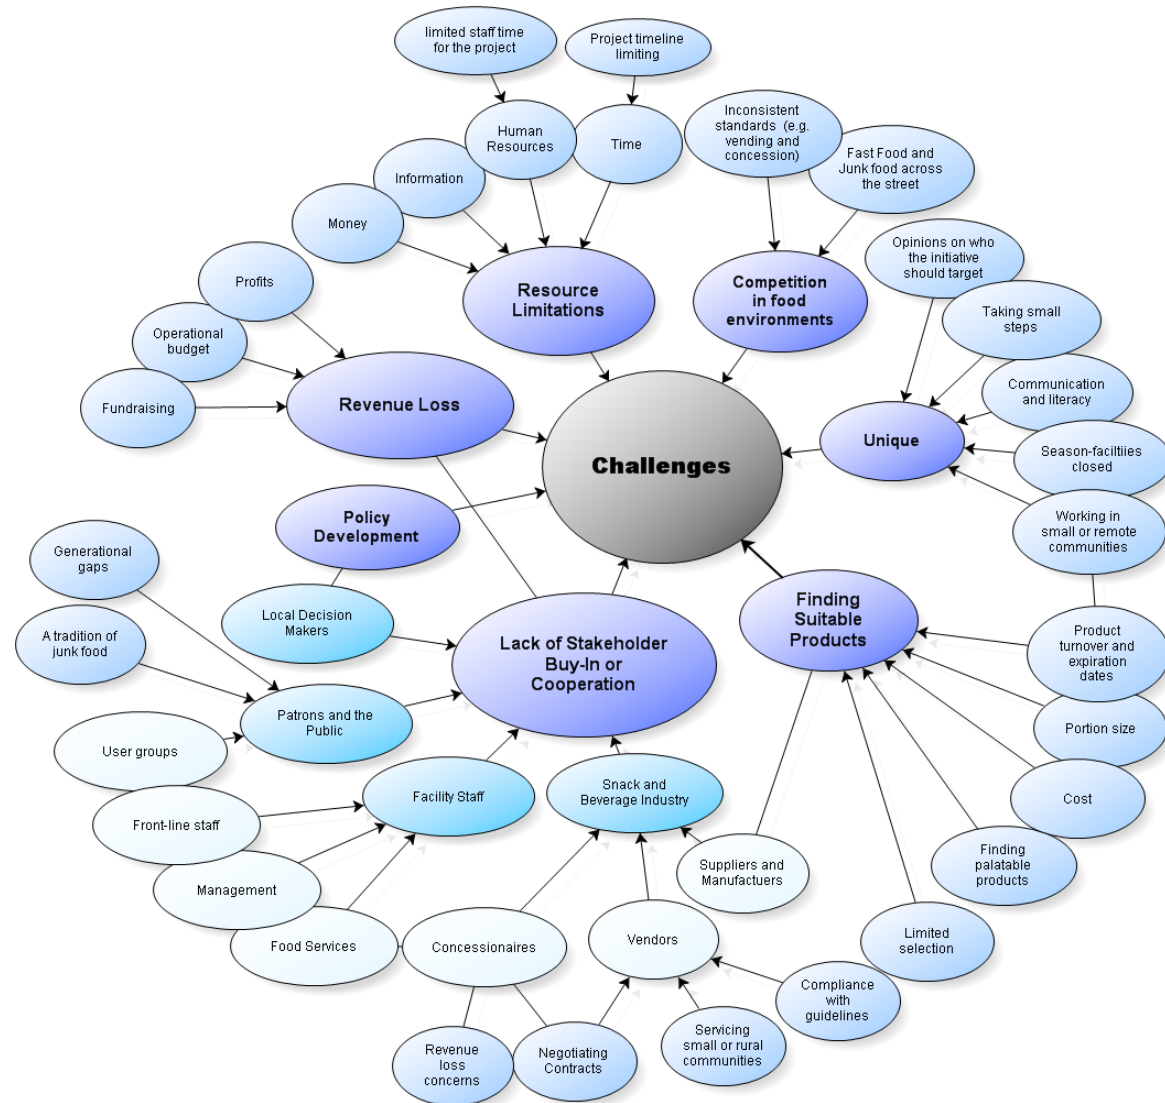 limited staff time
for the project
Project timeline
limiting
Human
Resources
Time
Inconsistent
standards (e.g.
vending and
concession)
Fast Food and
Junk food across
the street
Information
Money
Opinions on who
the initiative
should target
Resource
Limitations
Competition
in food
environments
Profits
Operational
budget
Fundraising
Taking small
steps
Revenue Loss
Communication
and literacy
Unique
Challenges
Season-faciltiies
closed
Policy
Development
Working in
small or remote
communities
Generational
gaps
Local Decision
Makers
A tradition of
junk food
Lack of Stakeholder
Buy-In or
Cooperation
Finding
Suitable
Products
Product
turnover and
expiration
dates
Patrons and the
Public
User groups
Portion size
Facility Staff
Snack and
Beverage Industry
Front-line staff
Cost
Suppliers and
Manufactuers
Finding
palatable
products
Management
Food Services
Concessionaires
Vendors
Limited
selection
Compliance
with
guidelines
Revenue
loss
concerns
Negotiating
Contracts
Servicing
small or rural
communities